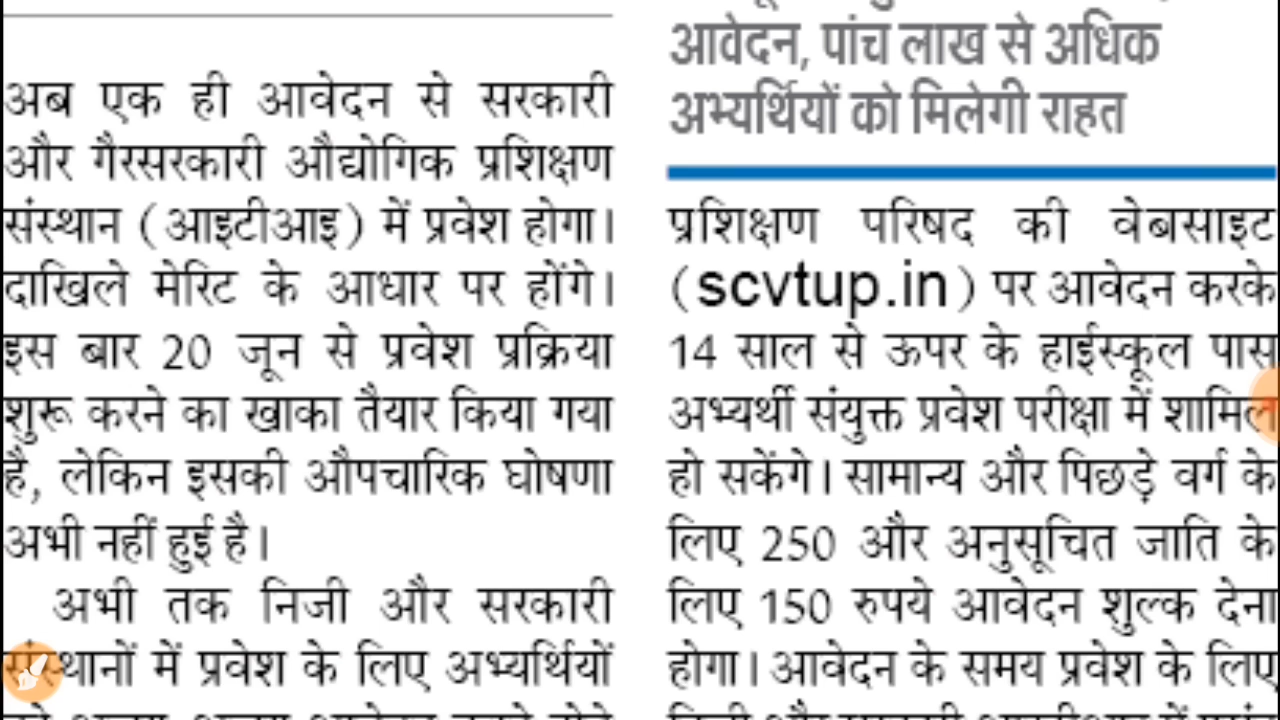 अब एक ही आवेदन से सरकारी
और गैरसरकारी औद्योगिक प्रशिक्षण
संस्थान (आइटीआइ) में प्रवेश होगा।
दाखिले मेरिट के आधार पर होंगे।
इस बार 20 जून से प्रवेश प्रक्रिया
शुरू करने का खाका तैयार किया गया
है, लेकिन इसकी औपचारिक घोषणा
अभी नहीं हुई है।
अभी तक निजी और सरकारी
संस्थानों में प्रवेश के लिए अभ्यर्थियों
आवेदन, पांच लाख से अधिक
अभ्यर्थियों को मिलेगी राहत
प्रशिक्षण परिषद की वेबसाइट
(scvtup.in) पर आवेदन करके
14 साल से ऊपर के हाईस्कूल पास
अभ्यर्थी संयुक्त प्रवेश परीक्षा में शामिल
हो सकेंगे। सामान्य और पिछड़े वर्ग के
लिए 250 और अनुसूचित जाति के
लिए 150 रुपये आवेदन शुल्क देना
होगा। आवेदन के समय प्रवेश के लिए